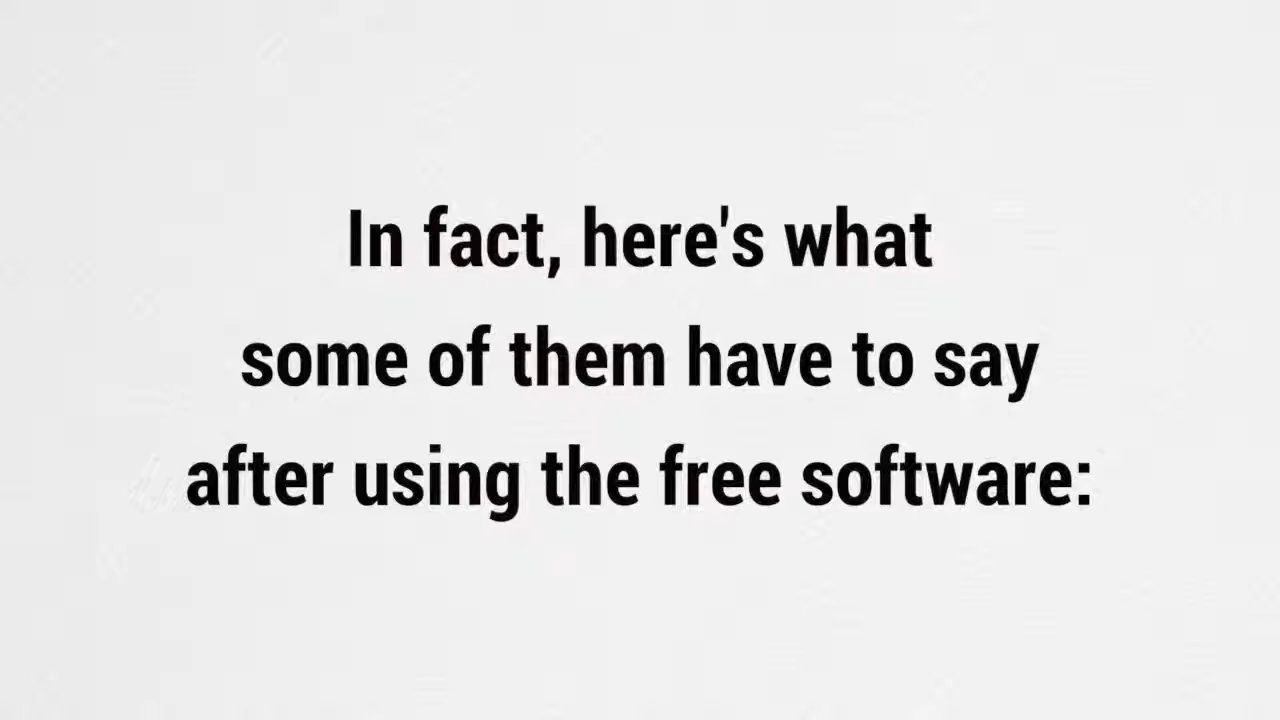 In fact, here's what
some of them have to say
after using the free software: